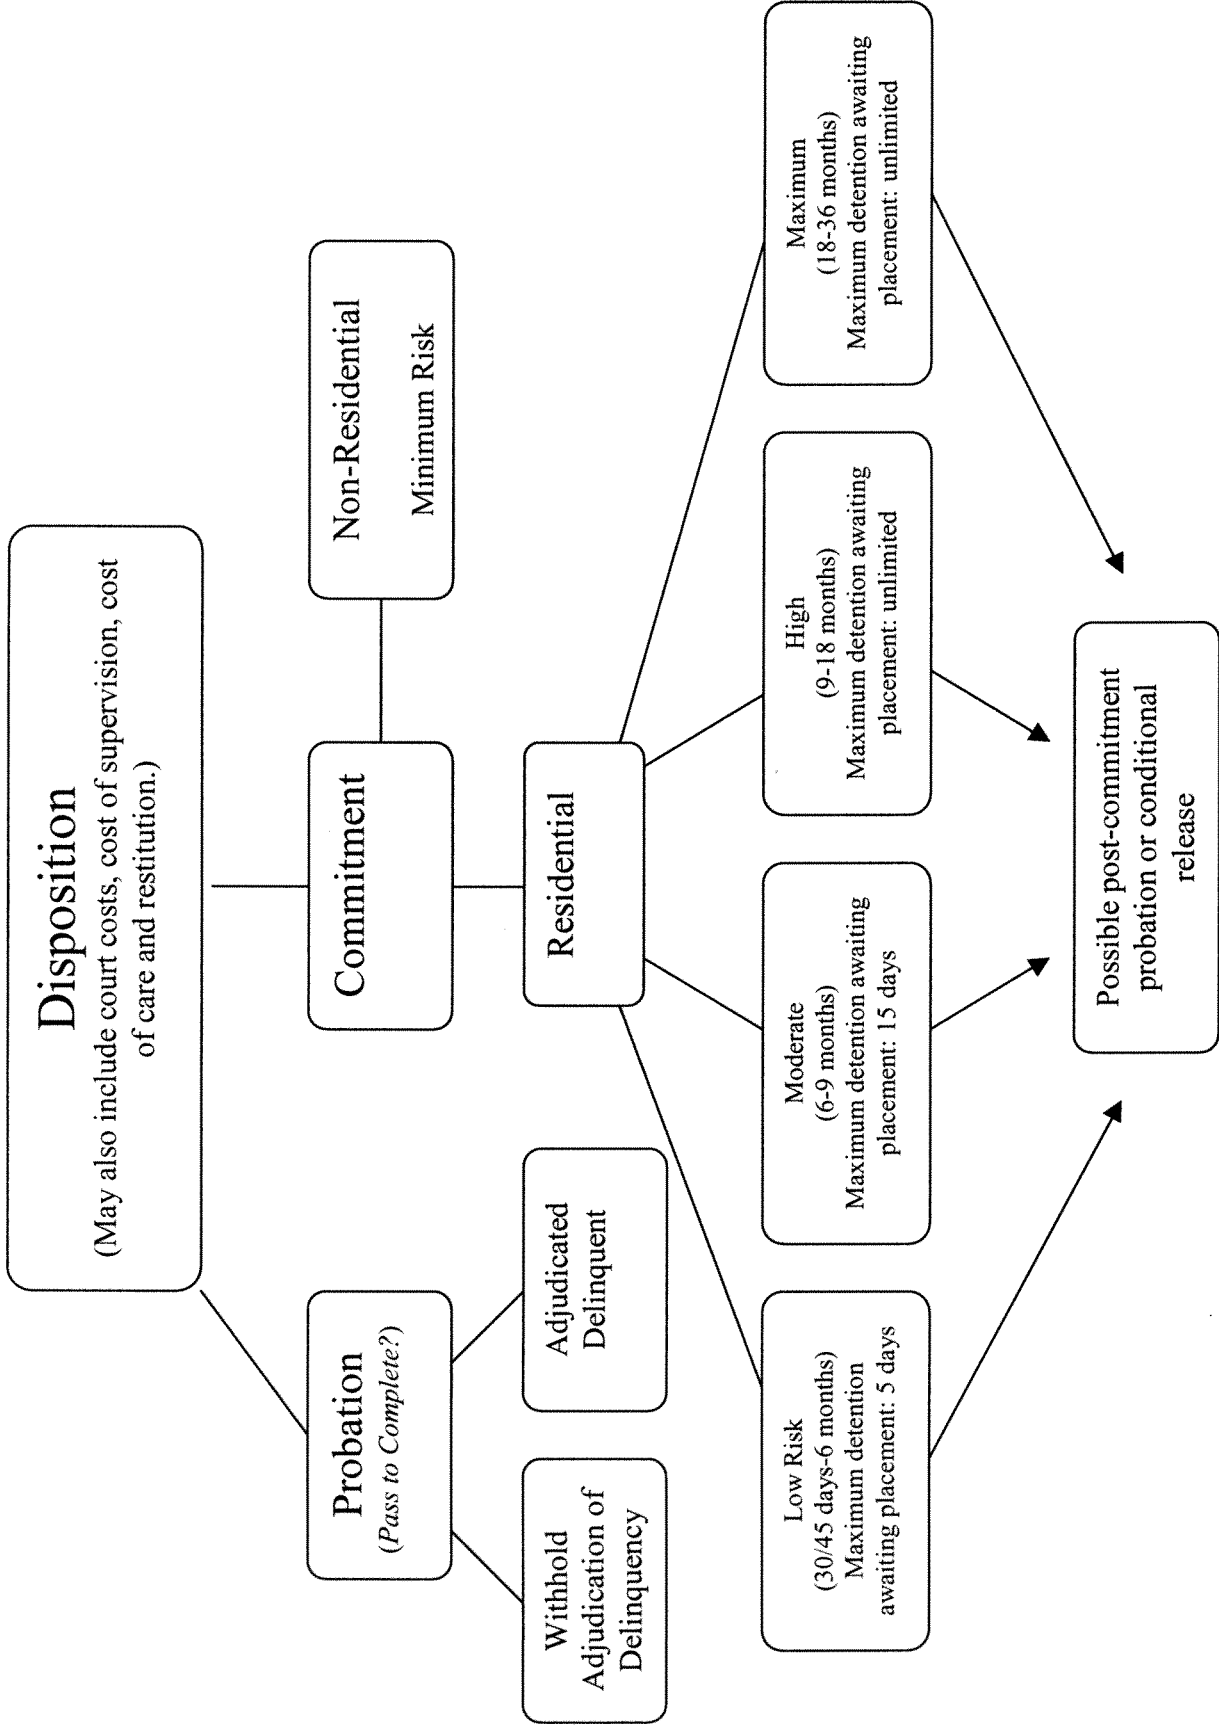 Disposition
(May also include court costs, cost of supervision, cost
of care and restitution.)
Probation
(Pass to Complete?)
Commitment
Non-Residential
Minimum Risk
Withhold
Adjudication of
Delinquency
Adjudicated
Delinquent
Residential
Low Risk
(30/45 days-6 months)
Maximum detention
awaiting placement: 5 days
Moderate
(6-9 months)
Maximum detention awaiting
placement: 15 days
High
(9-18 months)
Maximum detention awaiting
placement: unlimited
Maximum
(18-36 months)
Maximum detention awaiting
placement: unlimited
Possible post-commitment
probation or conditional
release